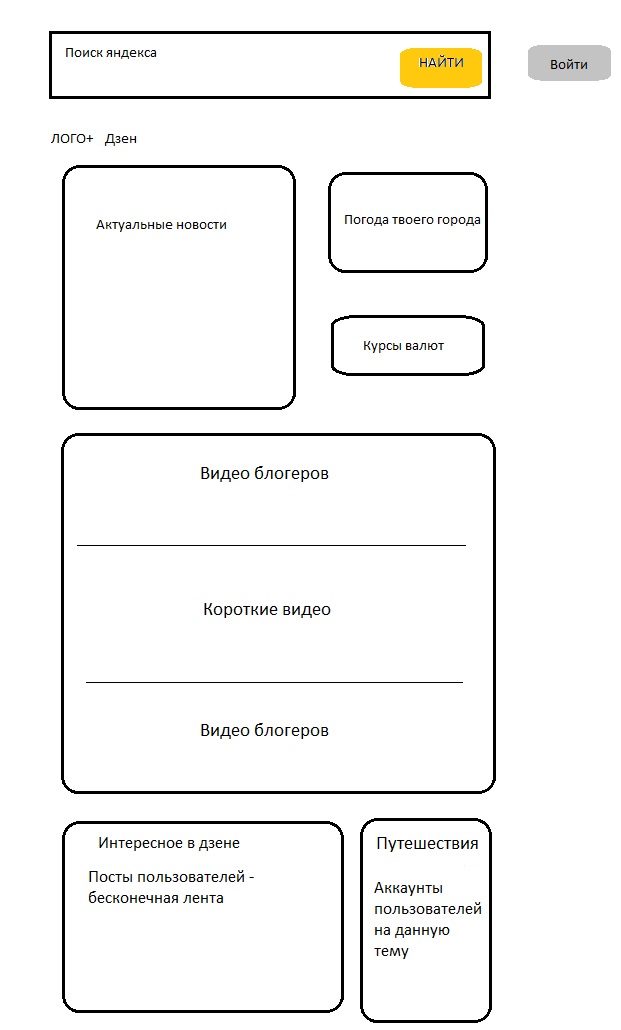 Поиск яндекса
НАЙТИ
Войти
ЛОГО+ Дзен
Актуальные новости
Погода твоего города
Курсы валют
Видео блогеров
Короткие видео
Видео блогеров
Интересное в дзене
Посты пользователей -
бесконечная лента
Путешествия
Аккаунты
пользователей
на данную
тему